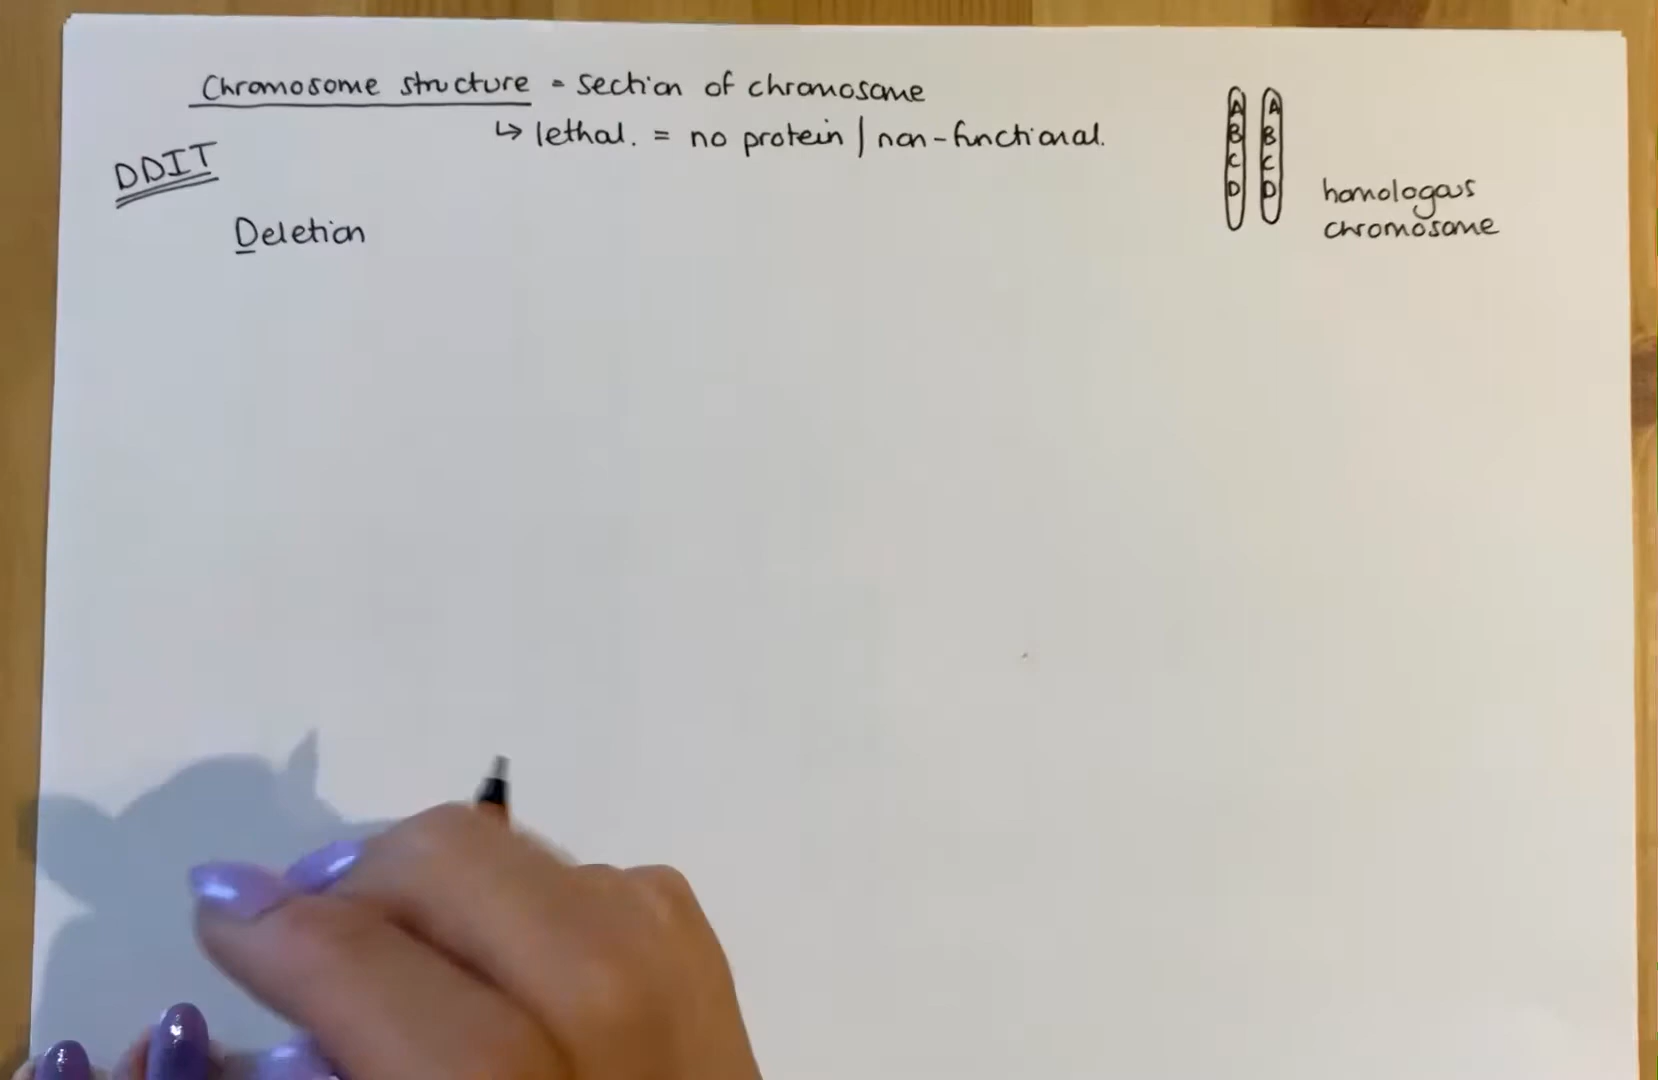 Chromosome structure = section of chromosome
↳ lethal. = no protein | non-functional.
DDIT
Deletion
A A
B B
C C
D D
homologous
chromosome